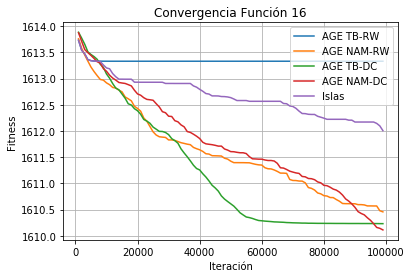 Convergencia Función 16
1614.0
1613.5
1613.0
1612.5
1612.0
1611.5
1611.0
1610.5
1610.0
Fitness
AGE TB-RW
AGE NAM-RW
AGE TB-DC
AGE NAM-DC
Islas
0 20000 40000 60000 80000 100000
Iteración